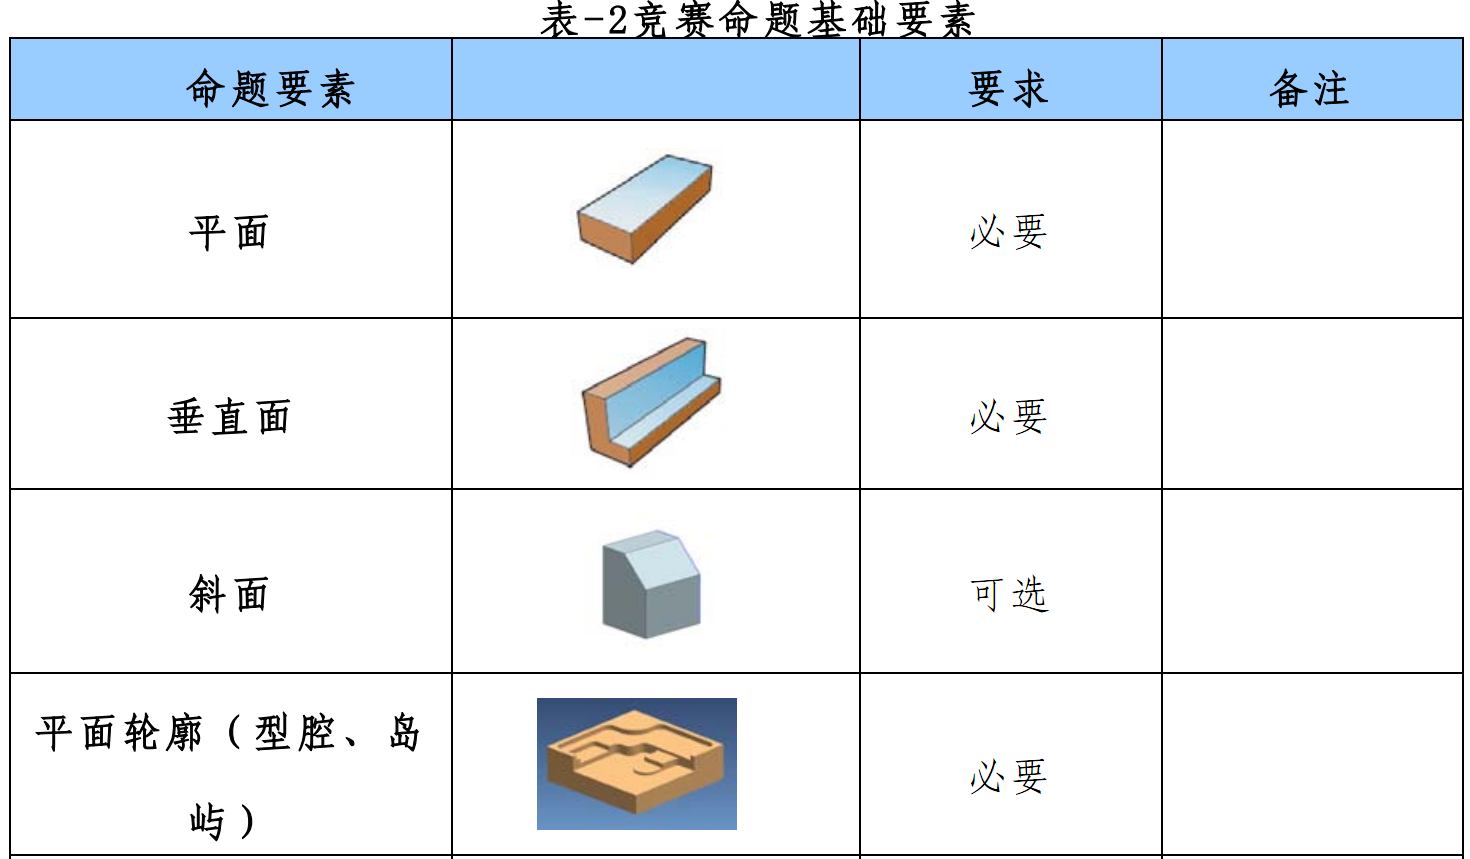 表-2竞赛命题基础要素
命题要素 要求 备注
平面 必要
垂直面 必要
斜面 可选
平面轮廓（型腔、岛
屿） 必要